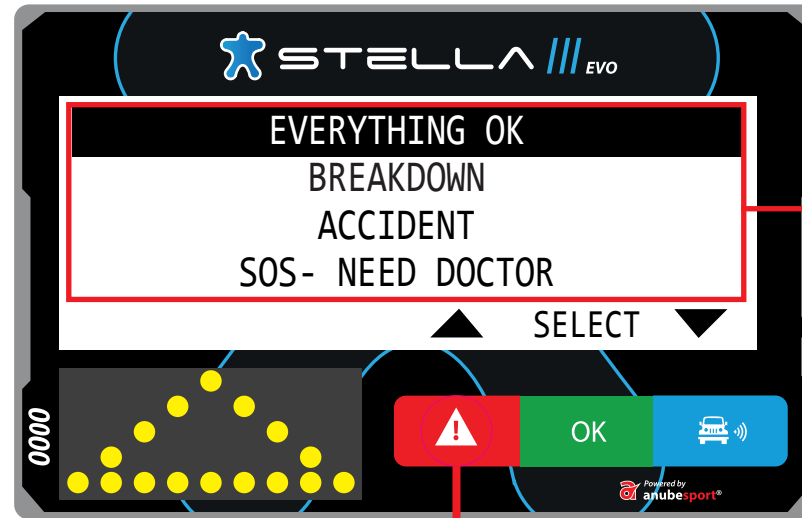 STELLA III EVO
EVERYTHING OK
BREAKDOWN
ACCIDENT
SOS- NEED DOCTOR
SELECT
0000
OK
Powered by
anubesport®